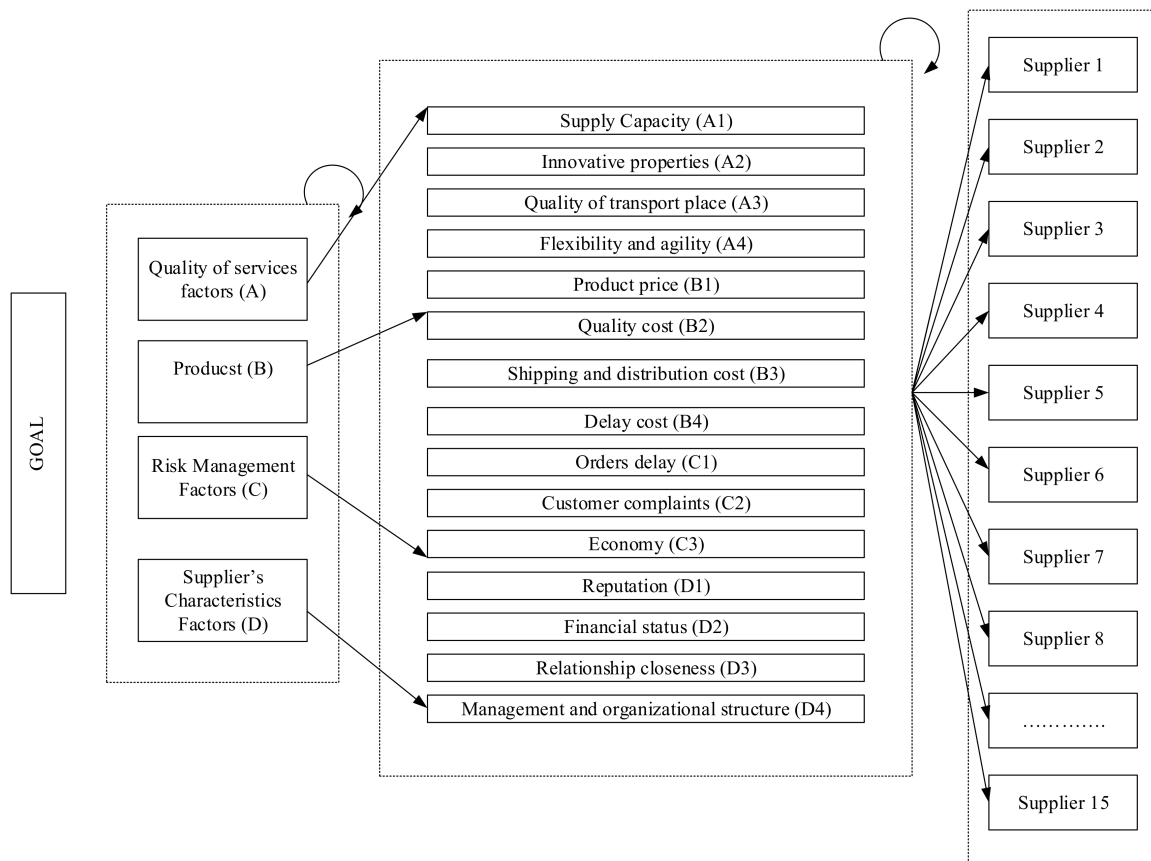 GOAL
Quality of services
factors (A)
Producst (B)
Risk Management
Factors (C)
Supplier’s
Characteristics
Factors (D)
Supply Capacity (A1)
Innovative properties (A2)
Quality of transport place (A3)
Flexibility and agility (A4)
Product price (B1)
Quality cost (B2)
Shipping and distribution cost (B3)
Delay cost (B4)
Orders delay (C1)
Customer complaints (C2)
Economy (C3)
Reputation (D1)
Financial status (D2)
Relationship closeness (D3)
Management and organizational structure (D4)
Supplier 1
Supplier 2
Supplier 3
Supplier 4
Supplier 5
Supplier 6
Supplier 7
Supplier 8
………….
Supplier 15